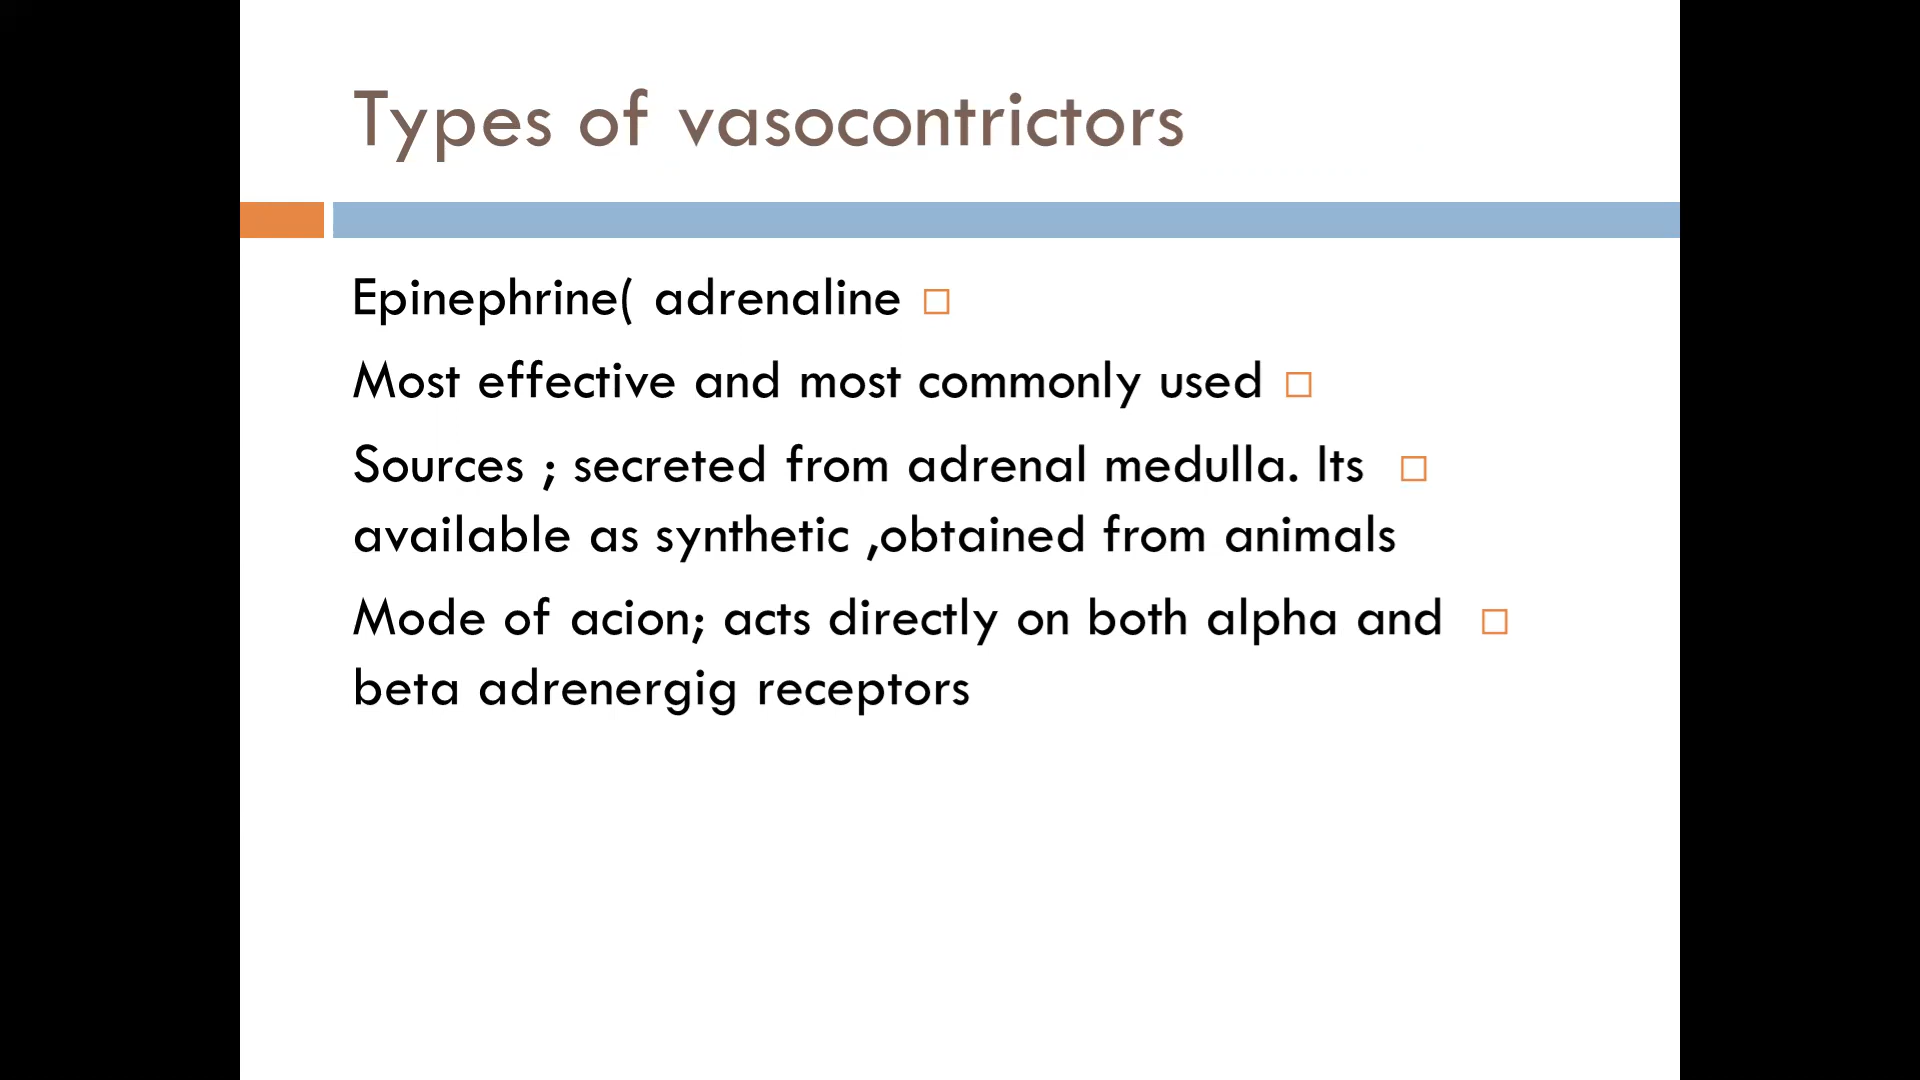 Types of vasocontrictors
Epinephrine( adrenaline
Most effective and most commonly used
Sources ; secreted from adrenal medulla. Its
available as synthetic ,obtained from animals
Mode of acion; acts directly on both alpha and
beta adrenergig receptors